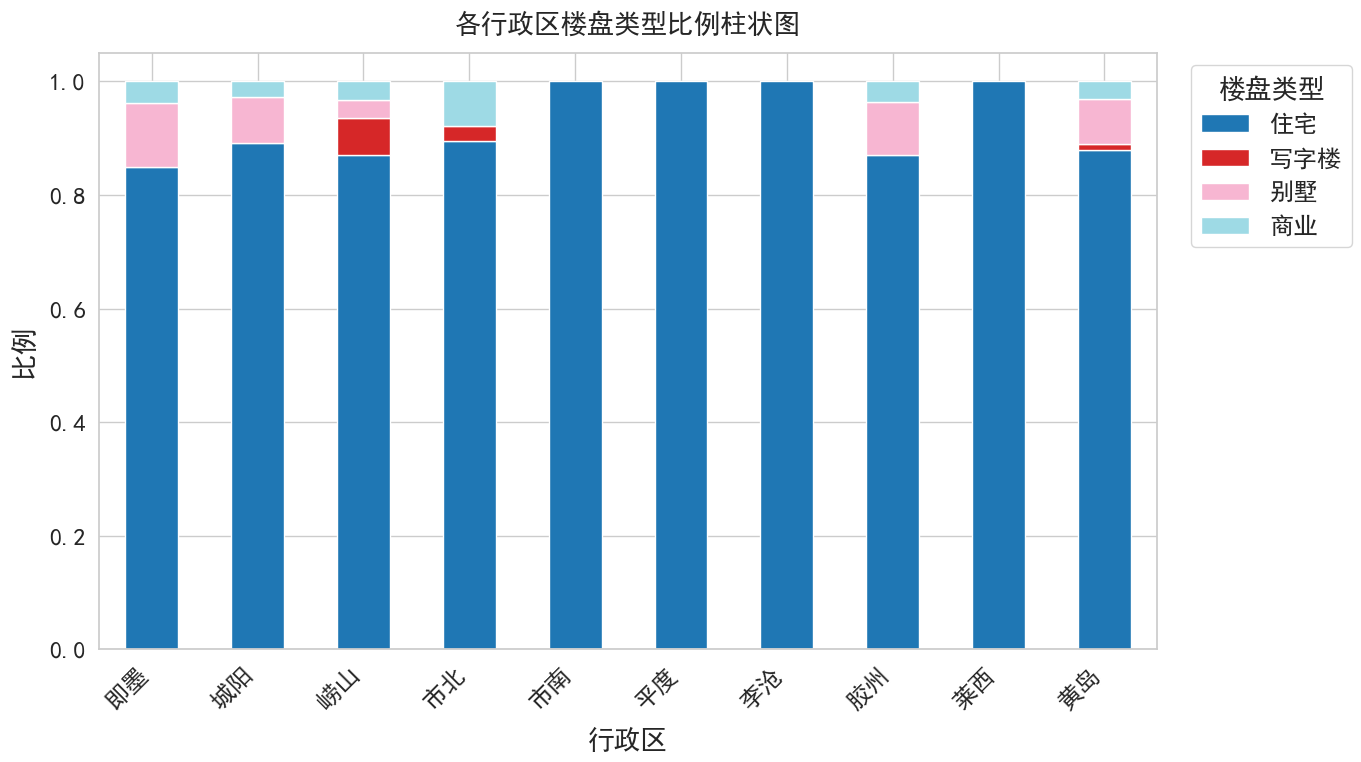 各行政区楼盘类型比例柱状图
1.0
0.8
0.6
0.4
0.2
0.0
比例
即墨
城阳
崂山
市北
市南
平度
李沧
胶州
莱西
黄岛
行政区
楼盘类型
住宅
写字楼
别墅
商业